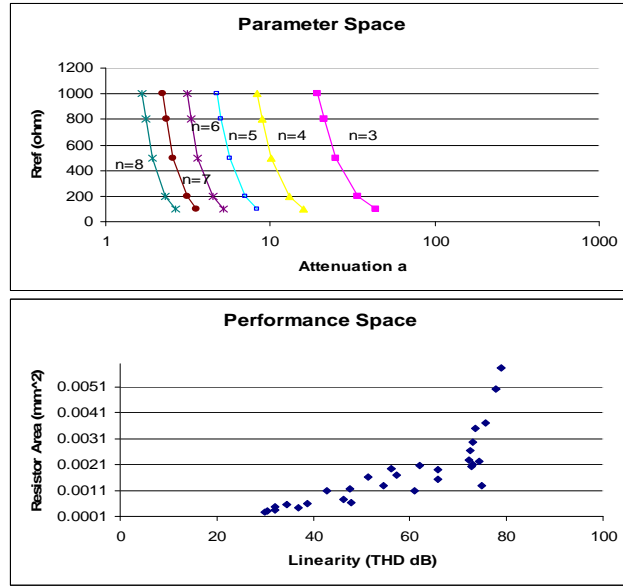 Parameter Space
Rref (ohm)
1200
1000
800
600
400
200
0
n=8
n=7
n=6
n=5
n=4
n=3
1 10 100 1000
Attenuation a
Performance Space
Resistor Area (mm^2)
0.0051
0.0041
0.0031
0.0021
0.0011
0.0001
0 20 40 60 80 100
Linearity (THD dB)